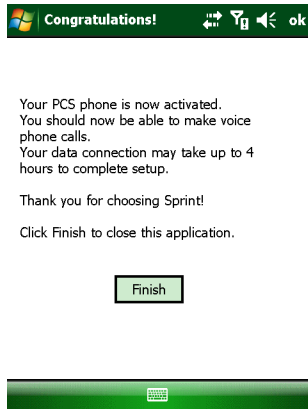 Congratulations!
ok
Your PCS phone is now activated.
You should now be able to make voice
phone calls.
Your data connection may take up to 4
hours to complete setup.
Thank you for choosing Sprint!
Click Finish to close this application.
Finish